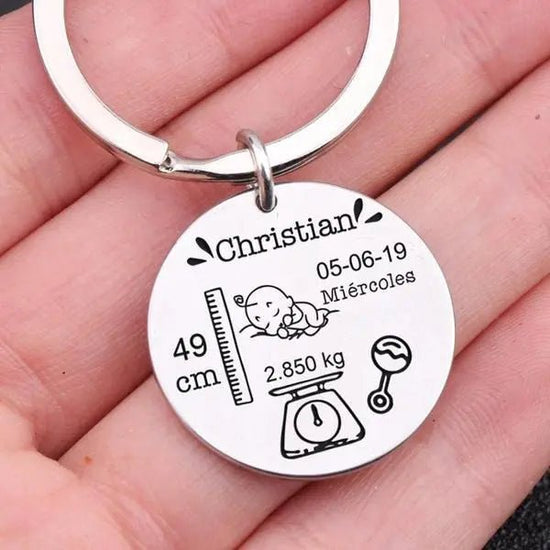 Christian
05-06-19
Miércoles
49
cm
2.850 kg